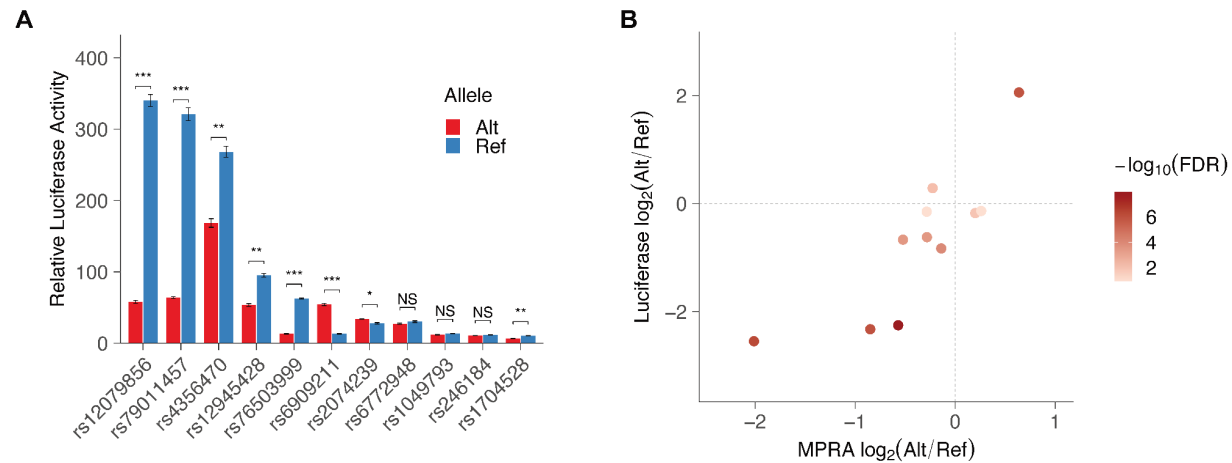 A
Relative Luciferase Activity
400
300
200
100
0
***
***
**
**
***
***
*
NS
NS
NS
**
Allele
Alt
Ref
rs12079856
rs79011457
rs4356470
rs12945428
rs76503999
rs6909211
rs2074239
rs6772948
rs1049793
rs246184
rs1704528
B
Luciferase log₂(Alt/Ref)
2
0
−2
−2
−1
0
1
MPRA log₂(Alt/Ref)
−log₁₀(FDR)
6
4
2